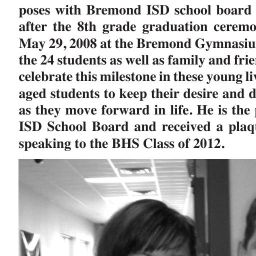 poses with Bremond ISD school board
after the 8th grade graduation ceremo
May 29, 2008 at the Bremond Gymnasiu
the 24 students as well as family and frie
celebrate this milestone in these young li
aged students to keep their desire and d
as they move forward in life. He is the p
ISD School Board and received a plaq
speaking to the BHS Class of 2012.